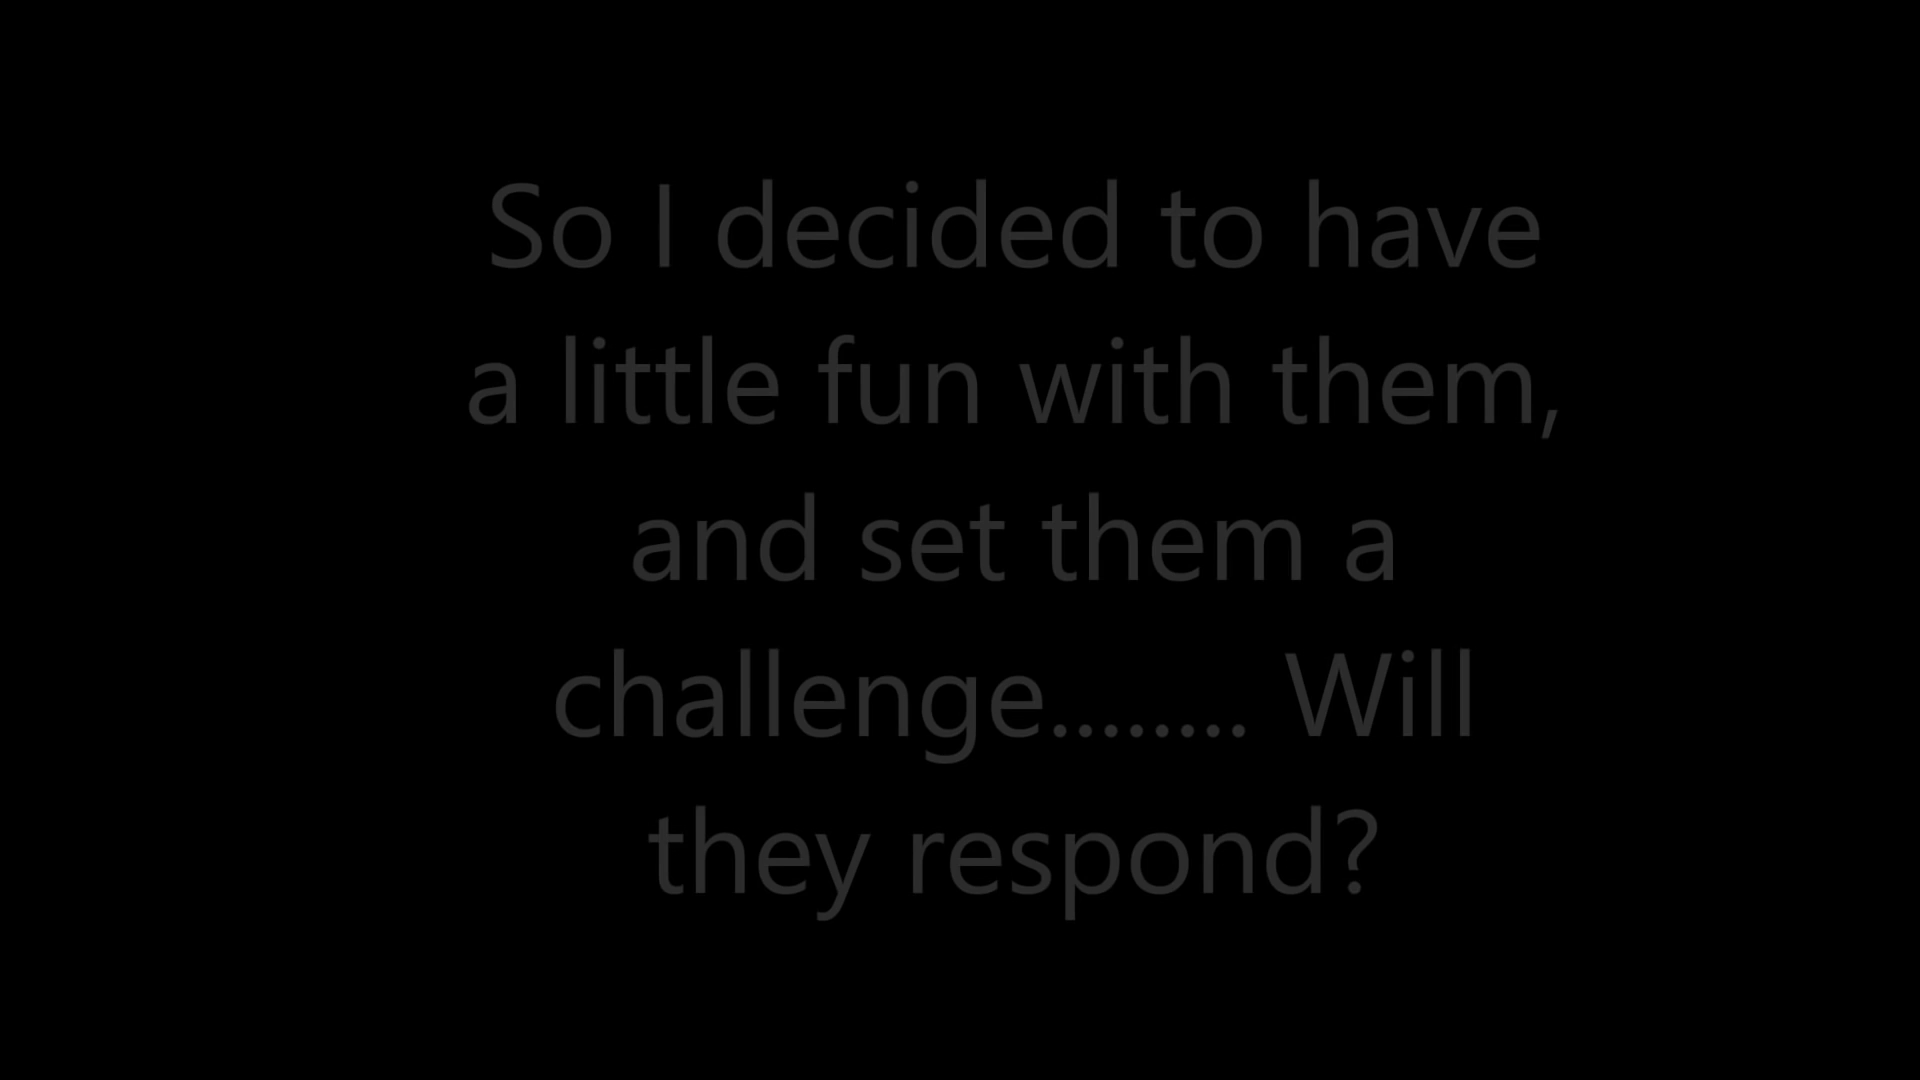 So I decided to have
a little fun with them,
and set them a
challenge........ Will
they respond?